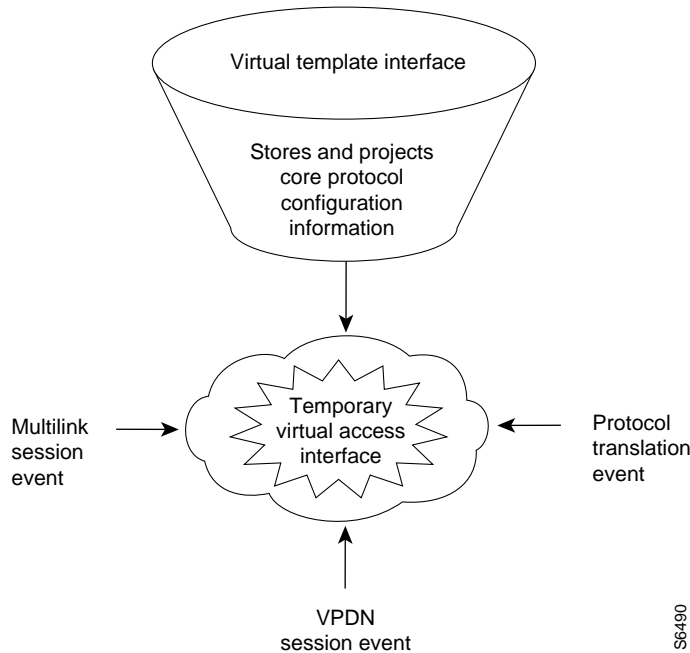 Virtual template interface
Stores and projects
core protocol
configuration
information
Temporary
virtual access
interface
Multilink
session
event
Protocol
translation
event
VPDN
session event
S6490